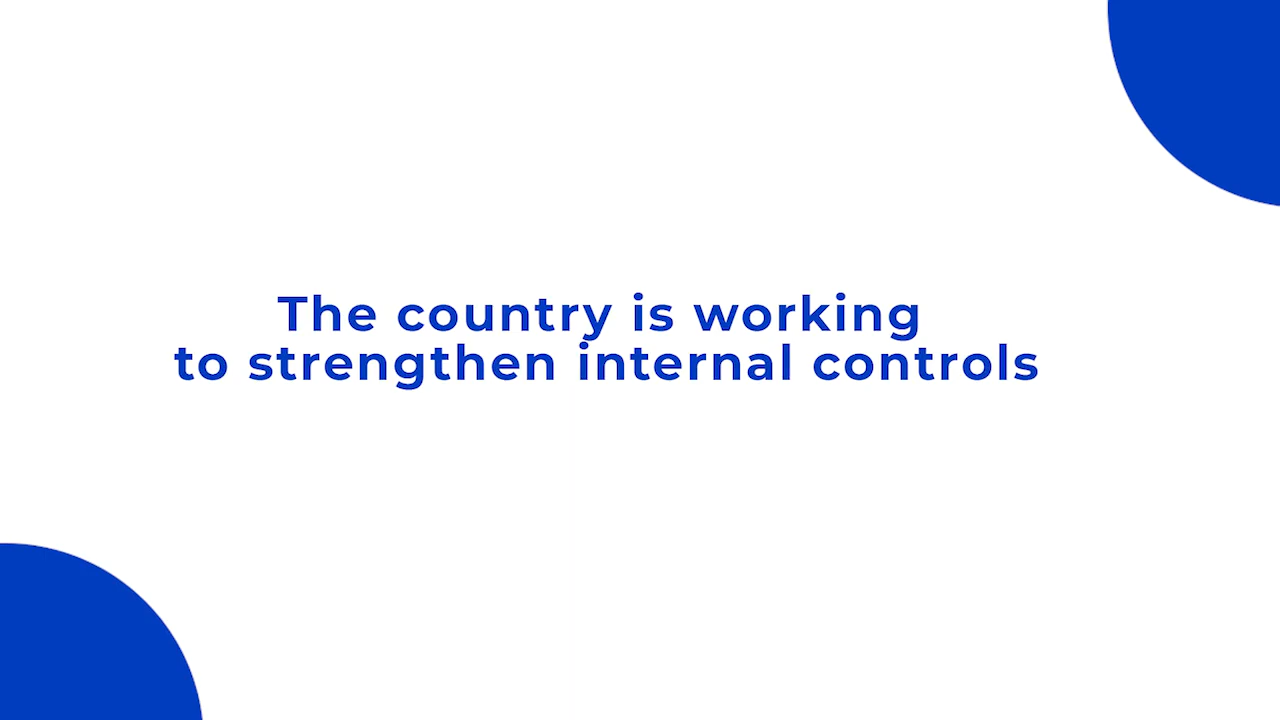 The country is working
to strengthen internal controls